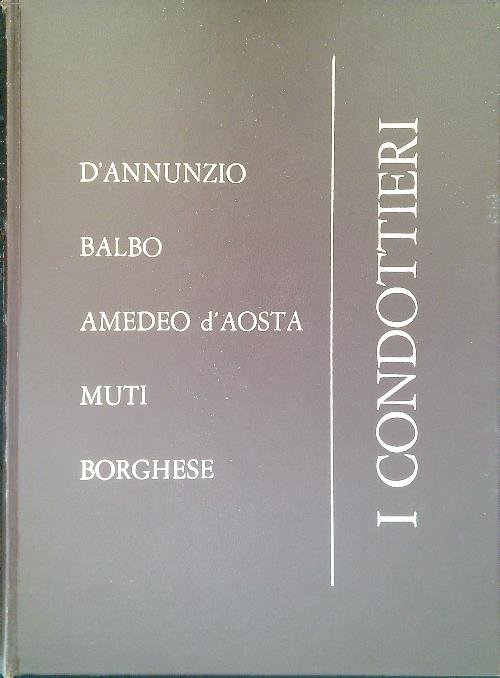 D'ANNUNZIO
BALBO
AMEDEO d'AOSTA
MUTI
BORGHESE
I CONDOTTIERI